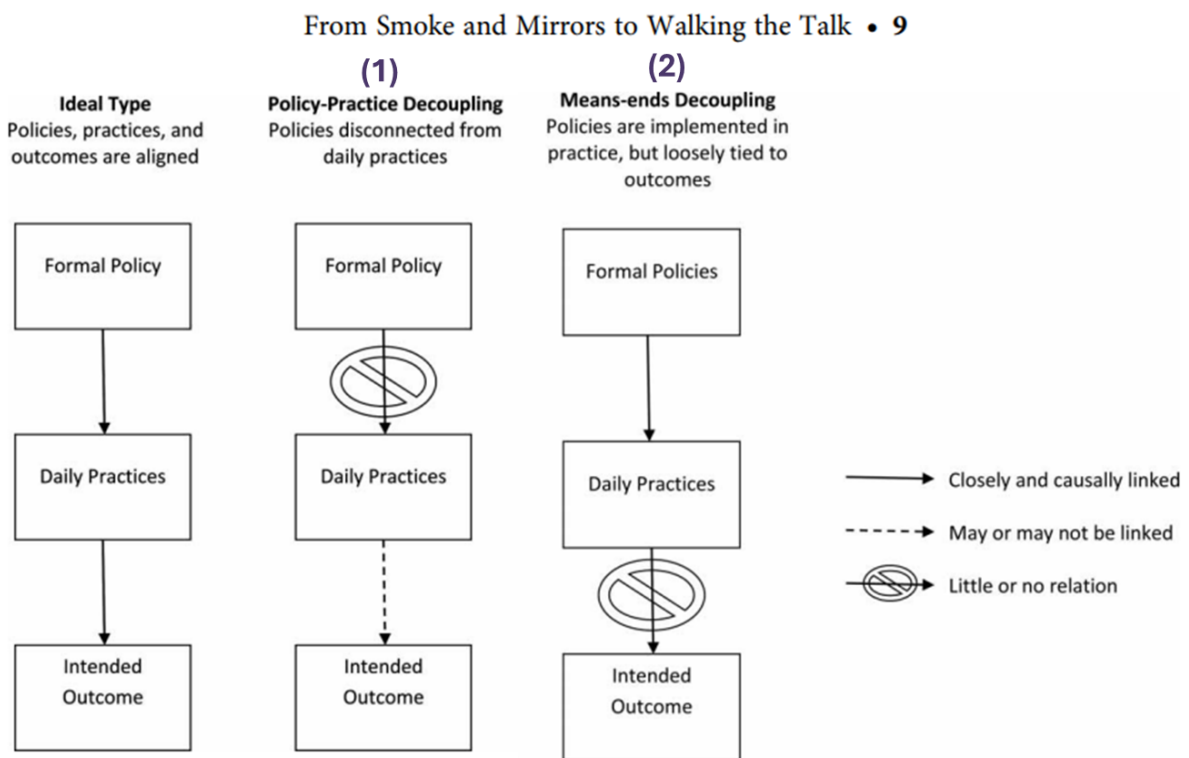 From Smoke and Mirrors to Walking the Talk • 9
(1)
(2)
Ideal Type
Policies, practices, and
outcomes are aligned
Policy-Practice Decoupling
Policies disconnected from
daily practices
Means-ends Decoupling
Policies are implemented in
practice, but loosely tied to
outcomes
Formal Policy
Daily Practices
Intended
Outcome
Formal Policy
Daily Practices
Intended
Outcome
Formal Policies
Daily Practices
Intended
Outcome
Closely and causally linked
May or may not be linked
Little or no relation